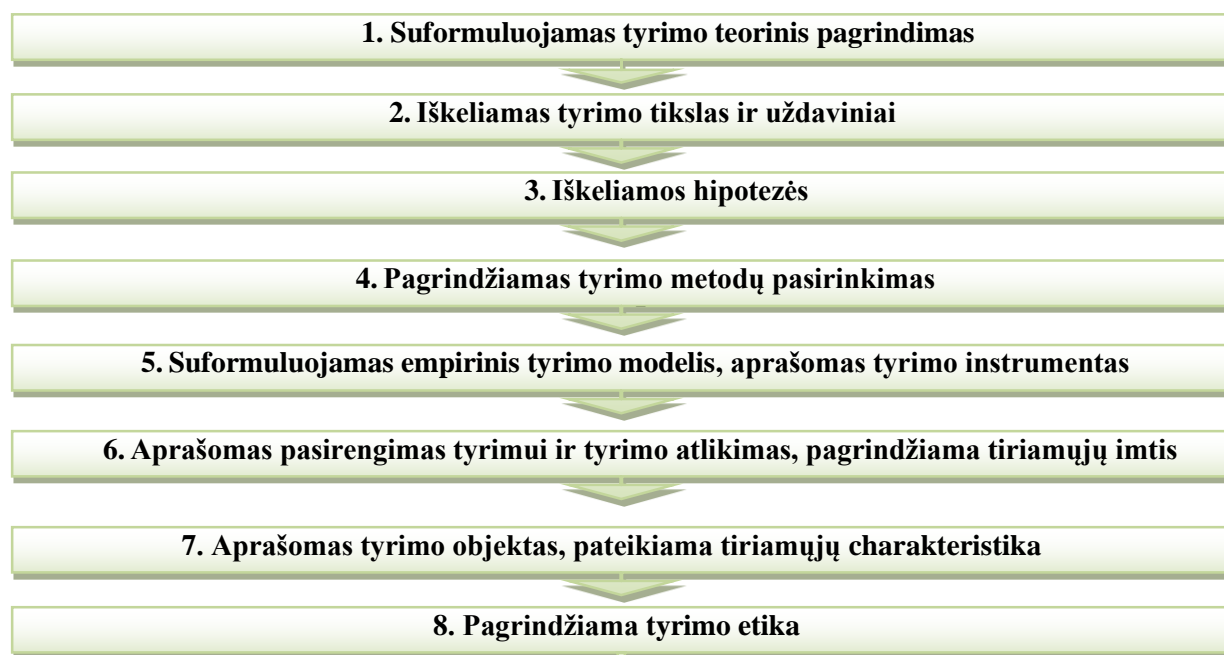 1. Suformuluojamas tyrimo teorinis pagrindimas
2. Iškeliamas tyrimo tikslas ir uždaviniai
3. Iškeliamos hipotezės
4. Pagrindžiamas tyrimo metodų pasirinkimas
5. Suformuluojamas empirinis tyrimo modelis, aprašomas tyrimo instrumentas
6. Aprašomas pasirengimas tyrimui ir tyrimo atlikimas, pagrindžiama tiriamųjų imtis
7. Aprašomas tyrimo objektas, pateikiama tiriamųjų charakteristika
8. Pagrindžiama tyrimo etika